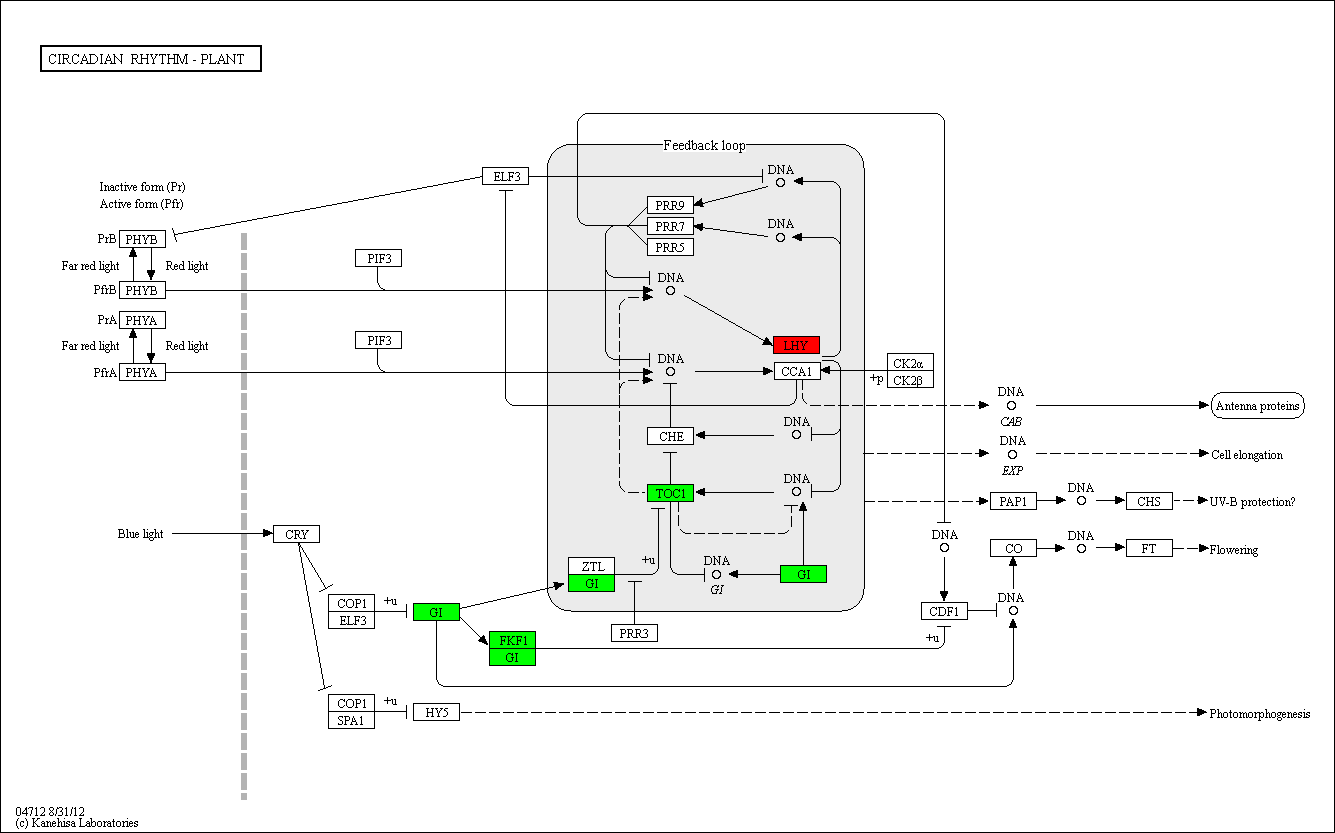 CIRCADIAN RHYTHM - PLANT
Feedback loop
Inactive form (Pr)
Active form (Pfr)
ELF3
DNA
PRR9
PRR7
DNA
PRR5
PrB
PHYB
Far red light
Red light
PfrB
PHYB
PIF3
DNA
PrA
PHYA
Far red light
Red light
PfrA
PHYA
PIF3
DNA
LHY
CCA1
CK2α
CK2β
+p
DNA
CAB
Antenna proteins
CHE
DNA
DNA
EXP
Cell elongation
TOC1
DNA
PAP1
DNA
CHS
UV-B protection?
Blue light
CRY
DNA
CO
DNA
FT
Flowering
ZTL
GI
+u
DNA
GI
GI
COP1
ELF3
+u
GI
PRR3
FKF1
GI
CDF1
+u
DNA
COP1
SPA1
+u
HY5
Photomorphogenesis
04712 8/31/12
(c) Kanehisa Laboratories